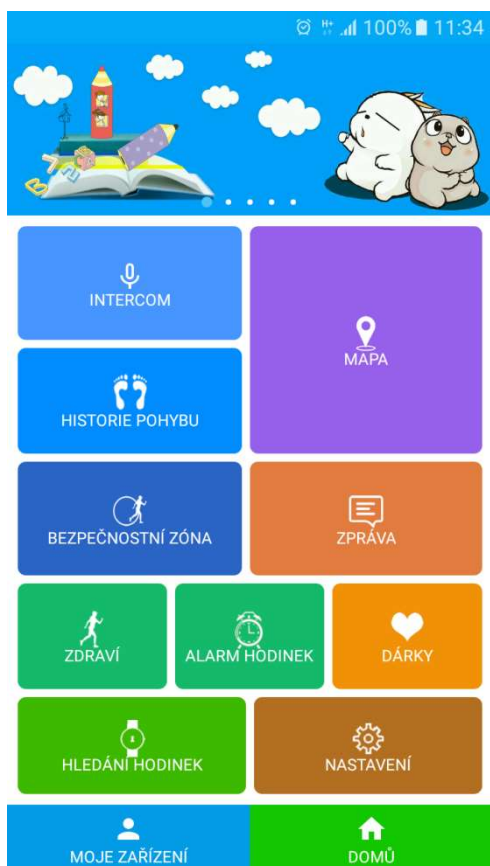 100% 11:34
INTERCOM
MAPA
HISTORIE POHYBU
BEZPEČNOSTNÍ ZÓNA
ZPRÁVA
ZDRAVÍ
ALARM HODINEK
DÁRKY
HLEDÁNÍ HODINEK
NASTAVENÍ
MOJE ZAŘÍZENÍ
DOMŮ